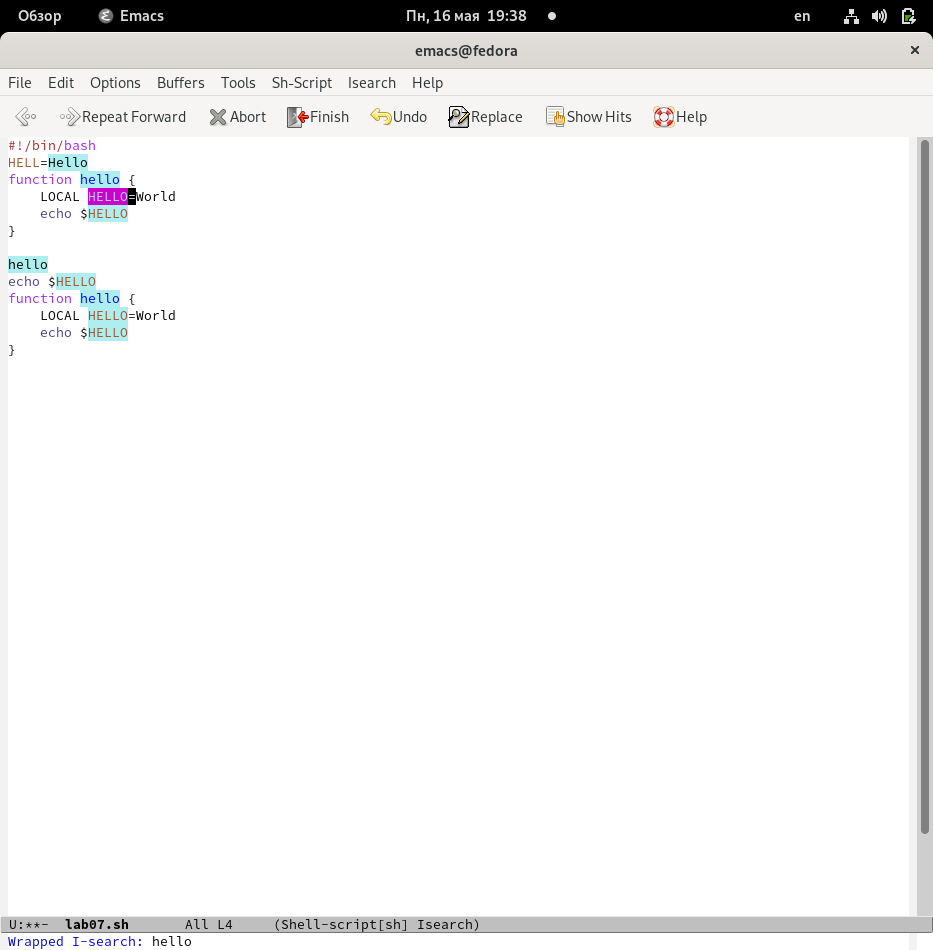 Обзор Emacs Пн, 16 мая 19:38 en
emacs@fedora
File Edit Options Buffers Tools Sh-Script Isearch Help
Repeat Forward Abort Finish Undo Replace Show Hits Help
#!/bin/bash
HELL=Hello
function hello {
    LOCAL HELLO=World
    echo $HELLO
}
hello
echo $HELLO
function hello {
    LOCAL HELLO=World
    echo $HELLO
}
U:**-  lab07.sh       All L4     (Shell-script[sh] Isearch)
Wrapped I-search: hello